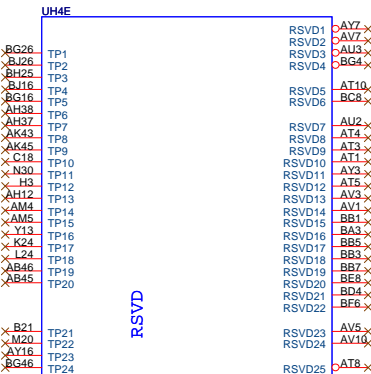 UH4E
BG26 TP1
BJ26 TP2
BH25 TP3
BJ16 TP4
BG16 TP5
AH38 TP6
AH37 TP7
AK43 TP8
AK45 TP9
C18 TP10
N30 TP11
H3 TP12
AH12 TP13
AM4 TP14
AM5 TP15
Y13 TP16
K24 TP17
L24 TP18
AB46 TP19
AB45 TP20
B21 TP21
M20 TP22
AY16 TP23
BG46 TP24
RSVD
RSVD1 AY7
RSVD2 AV7
RSVD3 AU3
RSVD4 BG4
RSVD5 AT10
RSVD6 BC8
RSVD7 AU2
RSVD8 AT4
RSVD9 AT3
RSVD10 AT1
RSVD11 AY3
RSVD12 AT5
RSVD13 AV3
RSVD14 AV1
RSVD15 BB1
RSVD16 BA3
RSVD17 BB5
RSVD18 BB3
RSVD19 BB7
RSVD20 BE8
RSVD21 BD4
RSVD22 BF6
RSVD23 AV5
RSVD24 AV10
RSVD25 AT8